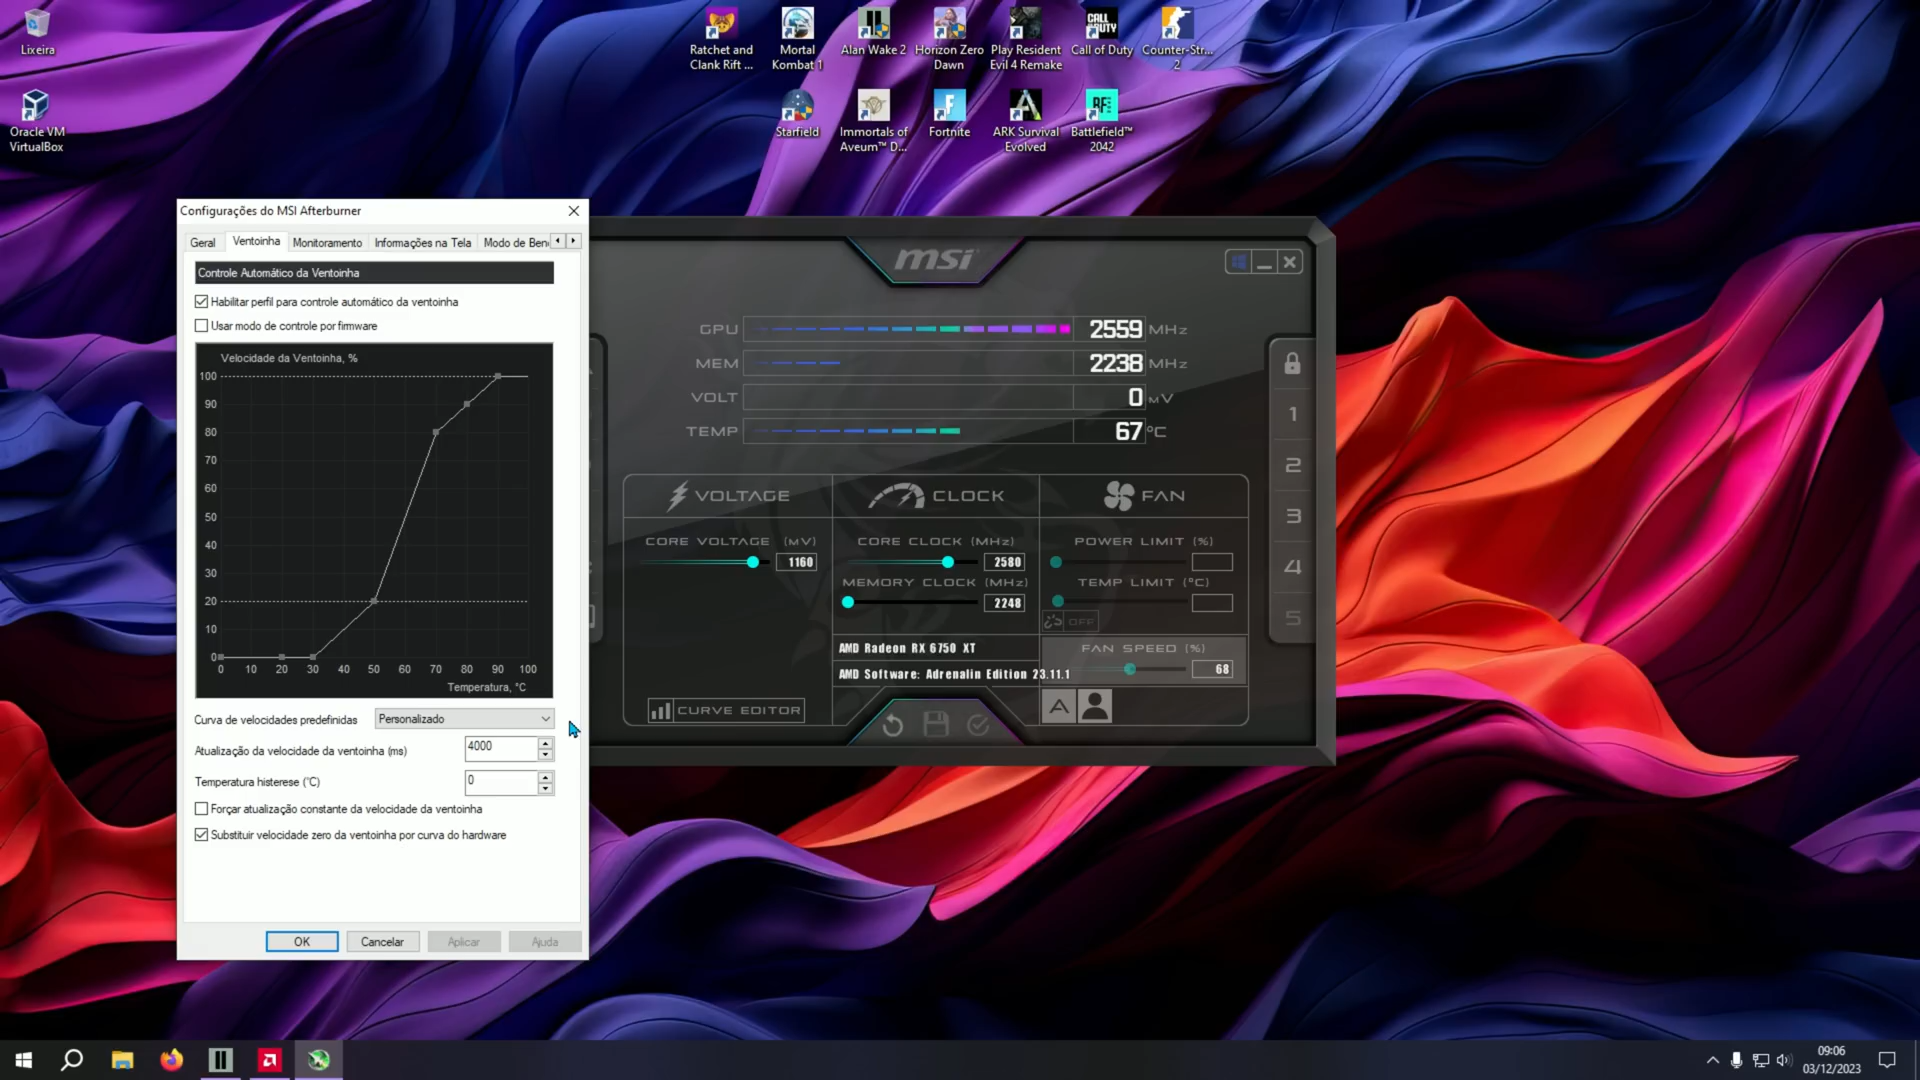 Lixeira
Oracle VM
VirtualBox
Ratchet and
Clank Rift ...
Mortal
Kombat 1
Alan Wake 2
Horizon Zero
Dawn
Play Resident
Evil 4 Remake
Call of Duty
Counter-Str...
2
Starfield
Immortals of
Aveum™ D...
Fortnite
ARK Survival
Evolved
Battlefield™
2042
Configurações do MSI Afterburner
Geral
Ventoinha
Monitoramento
Informações na Tela
Modo de Ben
Controle Automático da Ventoinha
Habilitar perfil para controle automático da ventoinha
Usar modo de controle por firmware
Velocidade da Ventoinha, %
100
90
80
70
60
50
40
30
20
10
0
0 10 20 30 40 50 60 70 80 90 100
Temperatura, °C
Curva de velocidades predefinidas
Personalizado
Atualização da velocidade da ventoinha (ms)
4000
Temperatura histerese (°C)
0
Forçar atualização constante da velocidade da ventoinha
Substituir velocidade zero da ventoinha por curva do hardware
OK
Cancelar
Aplicar
Ajuda
msi
GPU 2559 MHz
MEM 2238 MHz
VOLT 0 MV
TEMP 67 °C
VOLTAGE
CLOCK
FAN
CORE VOLTAGE (MV)
1160
CORE CLOCK (MHz)
2580
MEMORY CLOCK (MHz)
2248
POWER LIMIT (%)
TEMP LIMIT (°C)
OFF
AMD Radeon RX 6750 XT
AMD Software: Adrenalin Edition 23.11.1
FAN SPEED (%)
68
CURVE EDITOR
A
1
2
3
4
5
09:06
03/12/2023